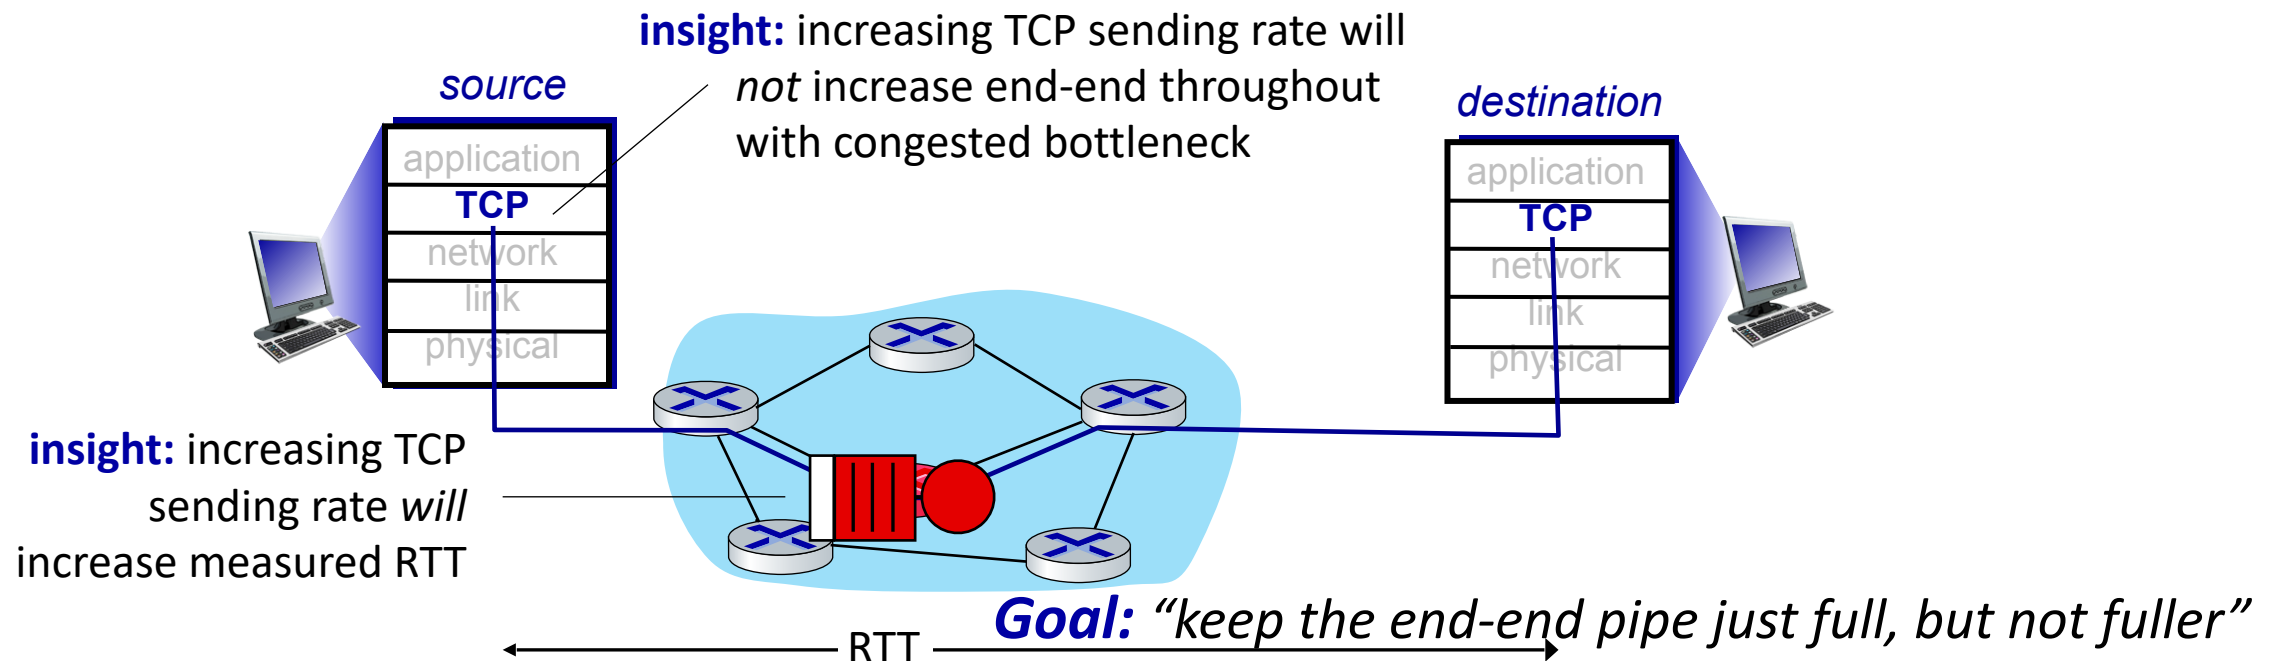 insight: increasing TCP sending rate will
not increase end-end throughout
with congested bottleneck
source
application
TCP
network
link
physical
destination
application
TCP
network
link
physical
insight: increasing TCP
sending rate will
increase measured RTT
Goal: “keep the end-end pipe just full, but not fuller”
RTT